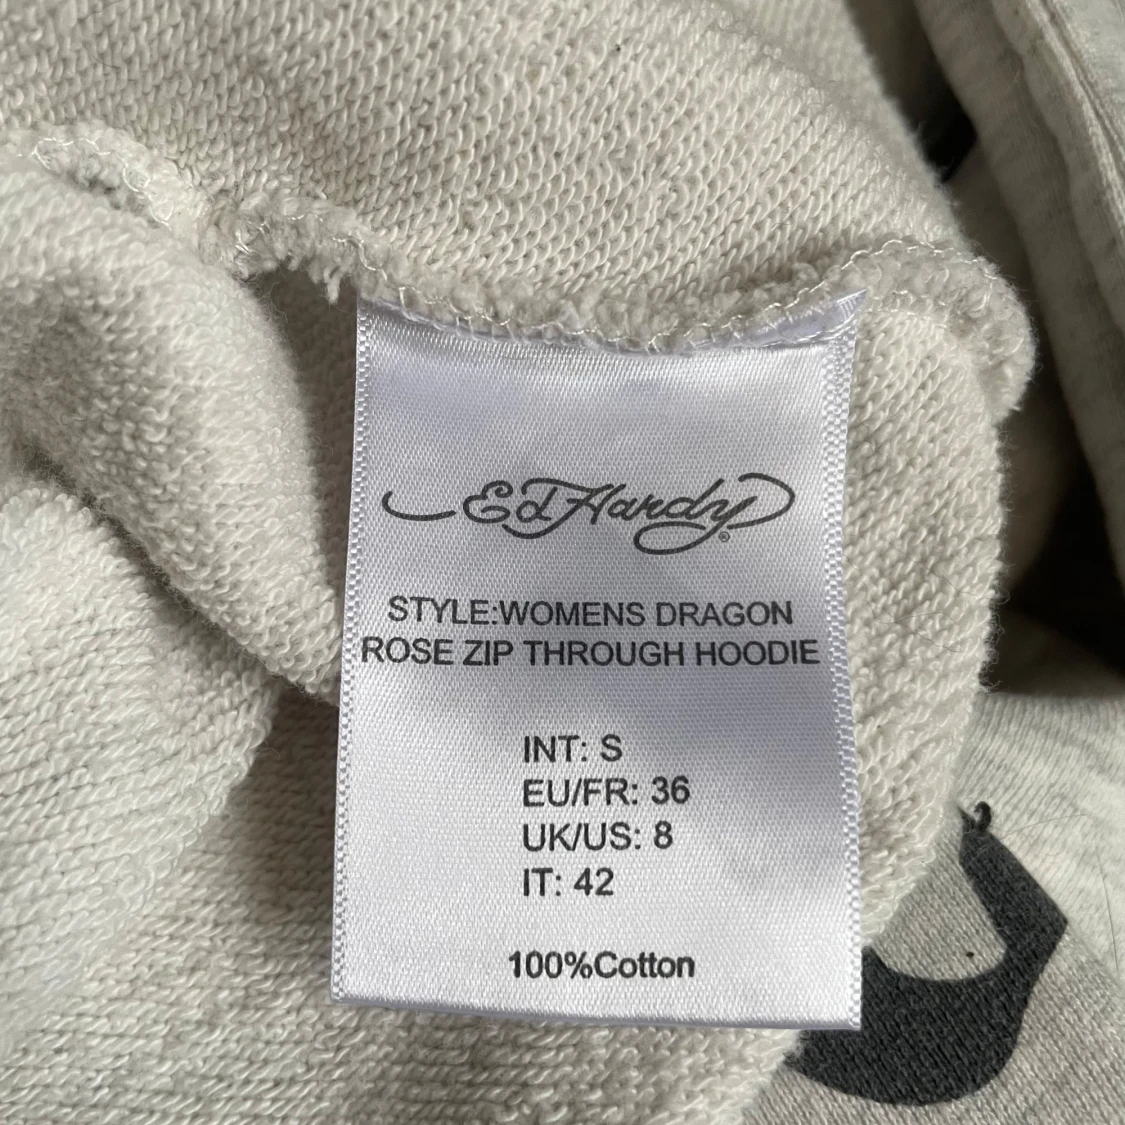 Ed Hardy®
STYLE:WOMENS DRAGON
ROSE ZIP THROUGH HOODIE
INT: S
EU/FR: 36
UK/US: 8
IT: 42
100%Cotton